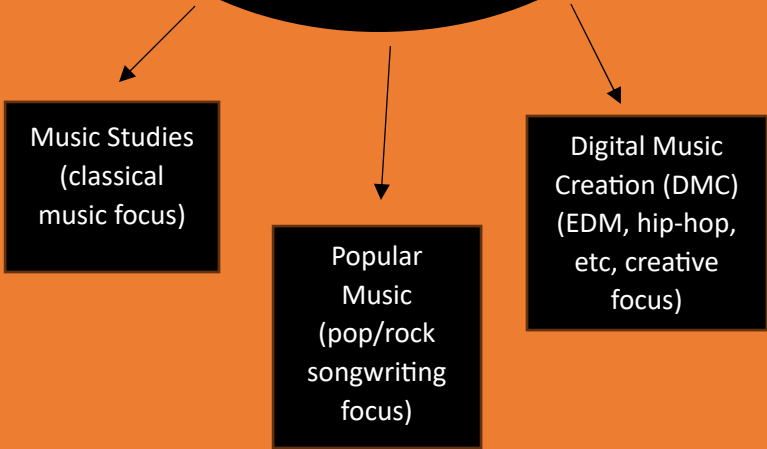 Music Studies
(classical
music focus)
Popular
Music
(pop/rock
songwriting
focus)
Digital Music
Creation (DMC)
(EDM, hip-hop,
etc, creative
focus)